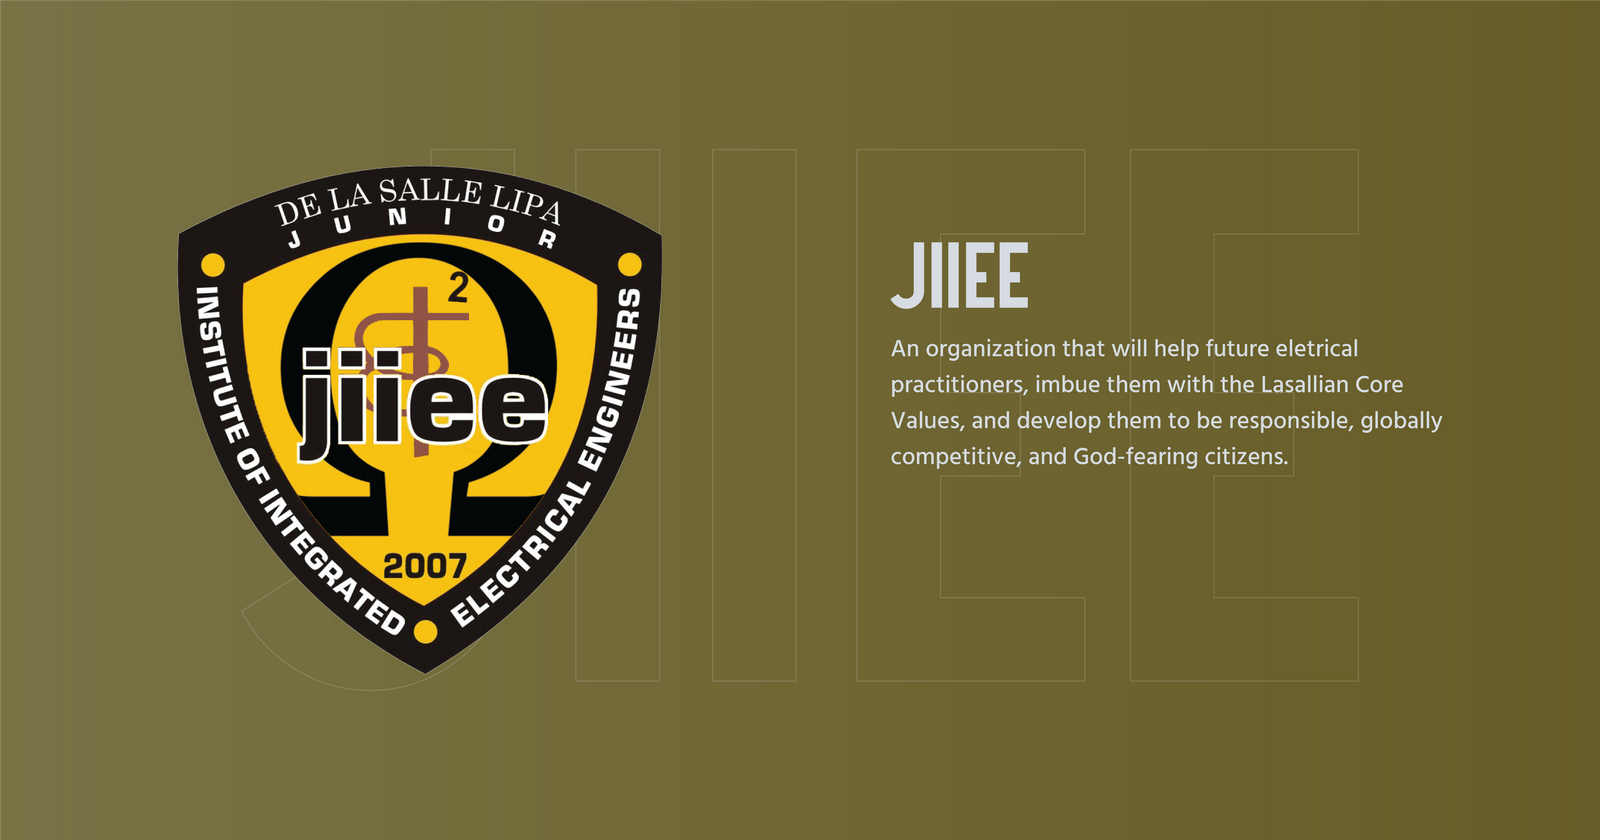 DE LA SALLE LIPA
JUNIOR
INSTITUTE OF INTEGRATED
ELECTRICAL ENGINEERS
2
jiiee
2007
JIIEE
JIIEE
An organization that will help future eletrical
practitioners, imbue them with the Lasallian Core
Values, and develop them to be responsible, globally
competitive, and God-fearing citizens.